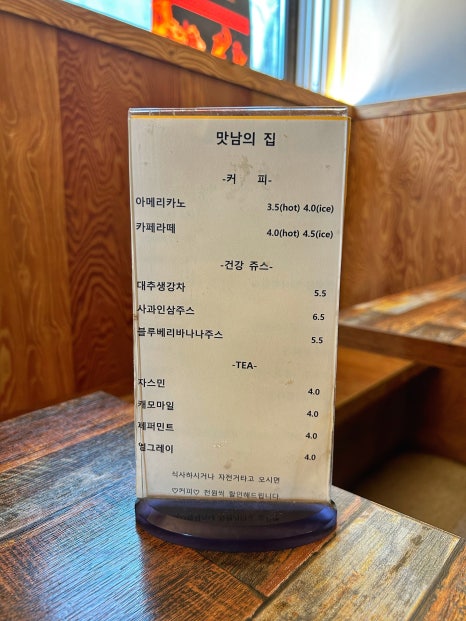 맛남의 집
-커 피-
아메리카노 3.5(hot) 4.0(ice)
카페라떼 4.0(hot) 4.5(ice)
-건강 쥬스-
대추생강차 5.5
사과인삼주스 6.5
블루베리바나나주스 5.5
-TEA-
자스민 4.0
캐모마일 4.0
페퍼민트 4.0
얼그레이 4.0
식사하시거나 자전거타고 오시면
♡커피♡ 천원씩 할인해드립니다.